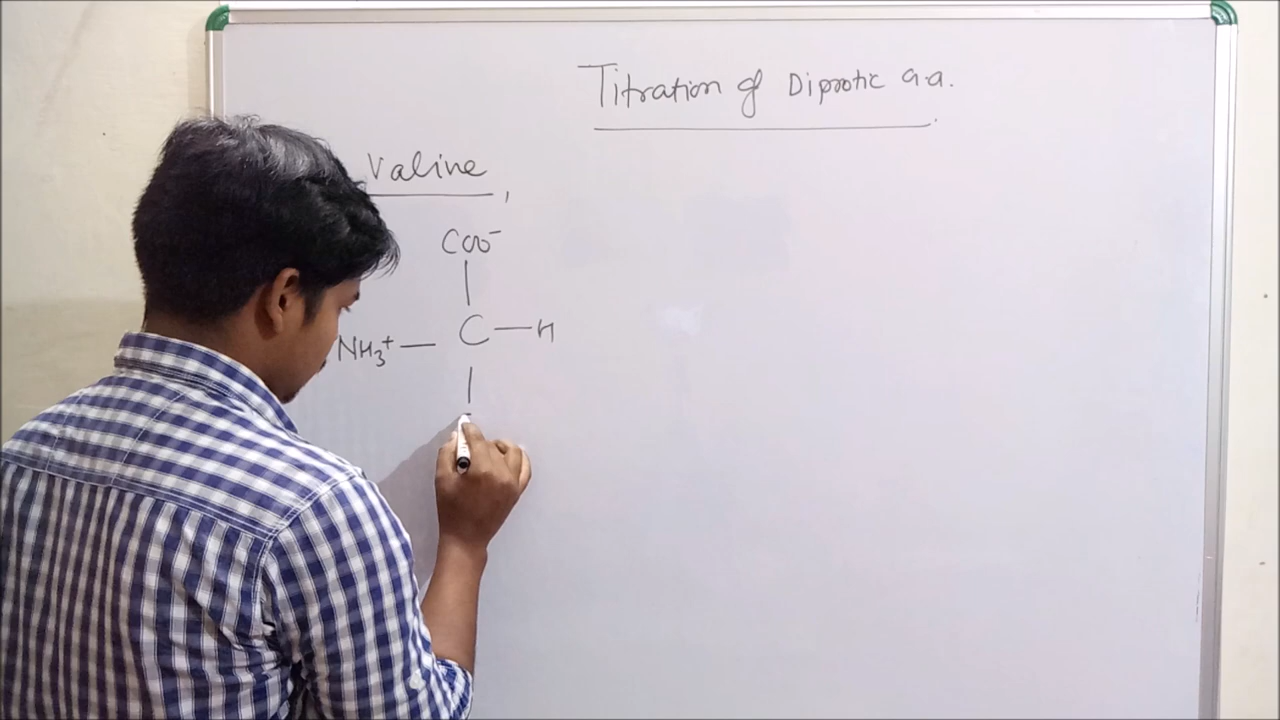 Titration of Diprotic a.a.
Valine,
COO⁻
C—H
NH₃⁺—